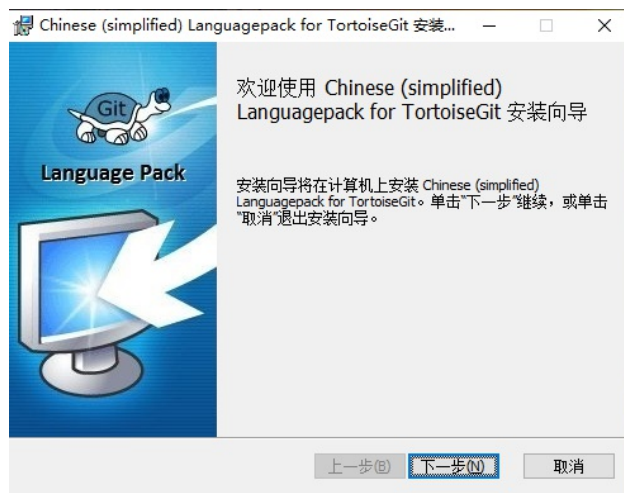 Chinese (simplified) Languagepack for TortoiseGit 安装...
Git
Language Pack
欢迎使用 Chinese (simplified)
Languagepack for TortoiseGit 安装向导
安装向导将在计算机上安装 Chinese (simplified)
Languagepack for TortoiseGit。单击"下一步"继续，或单击
"取消"退出安装向导。
上一步(B)
下一步(N)
取消